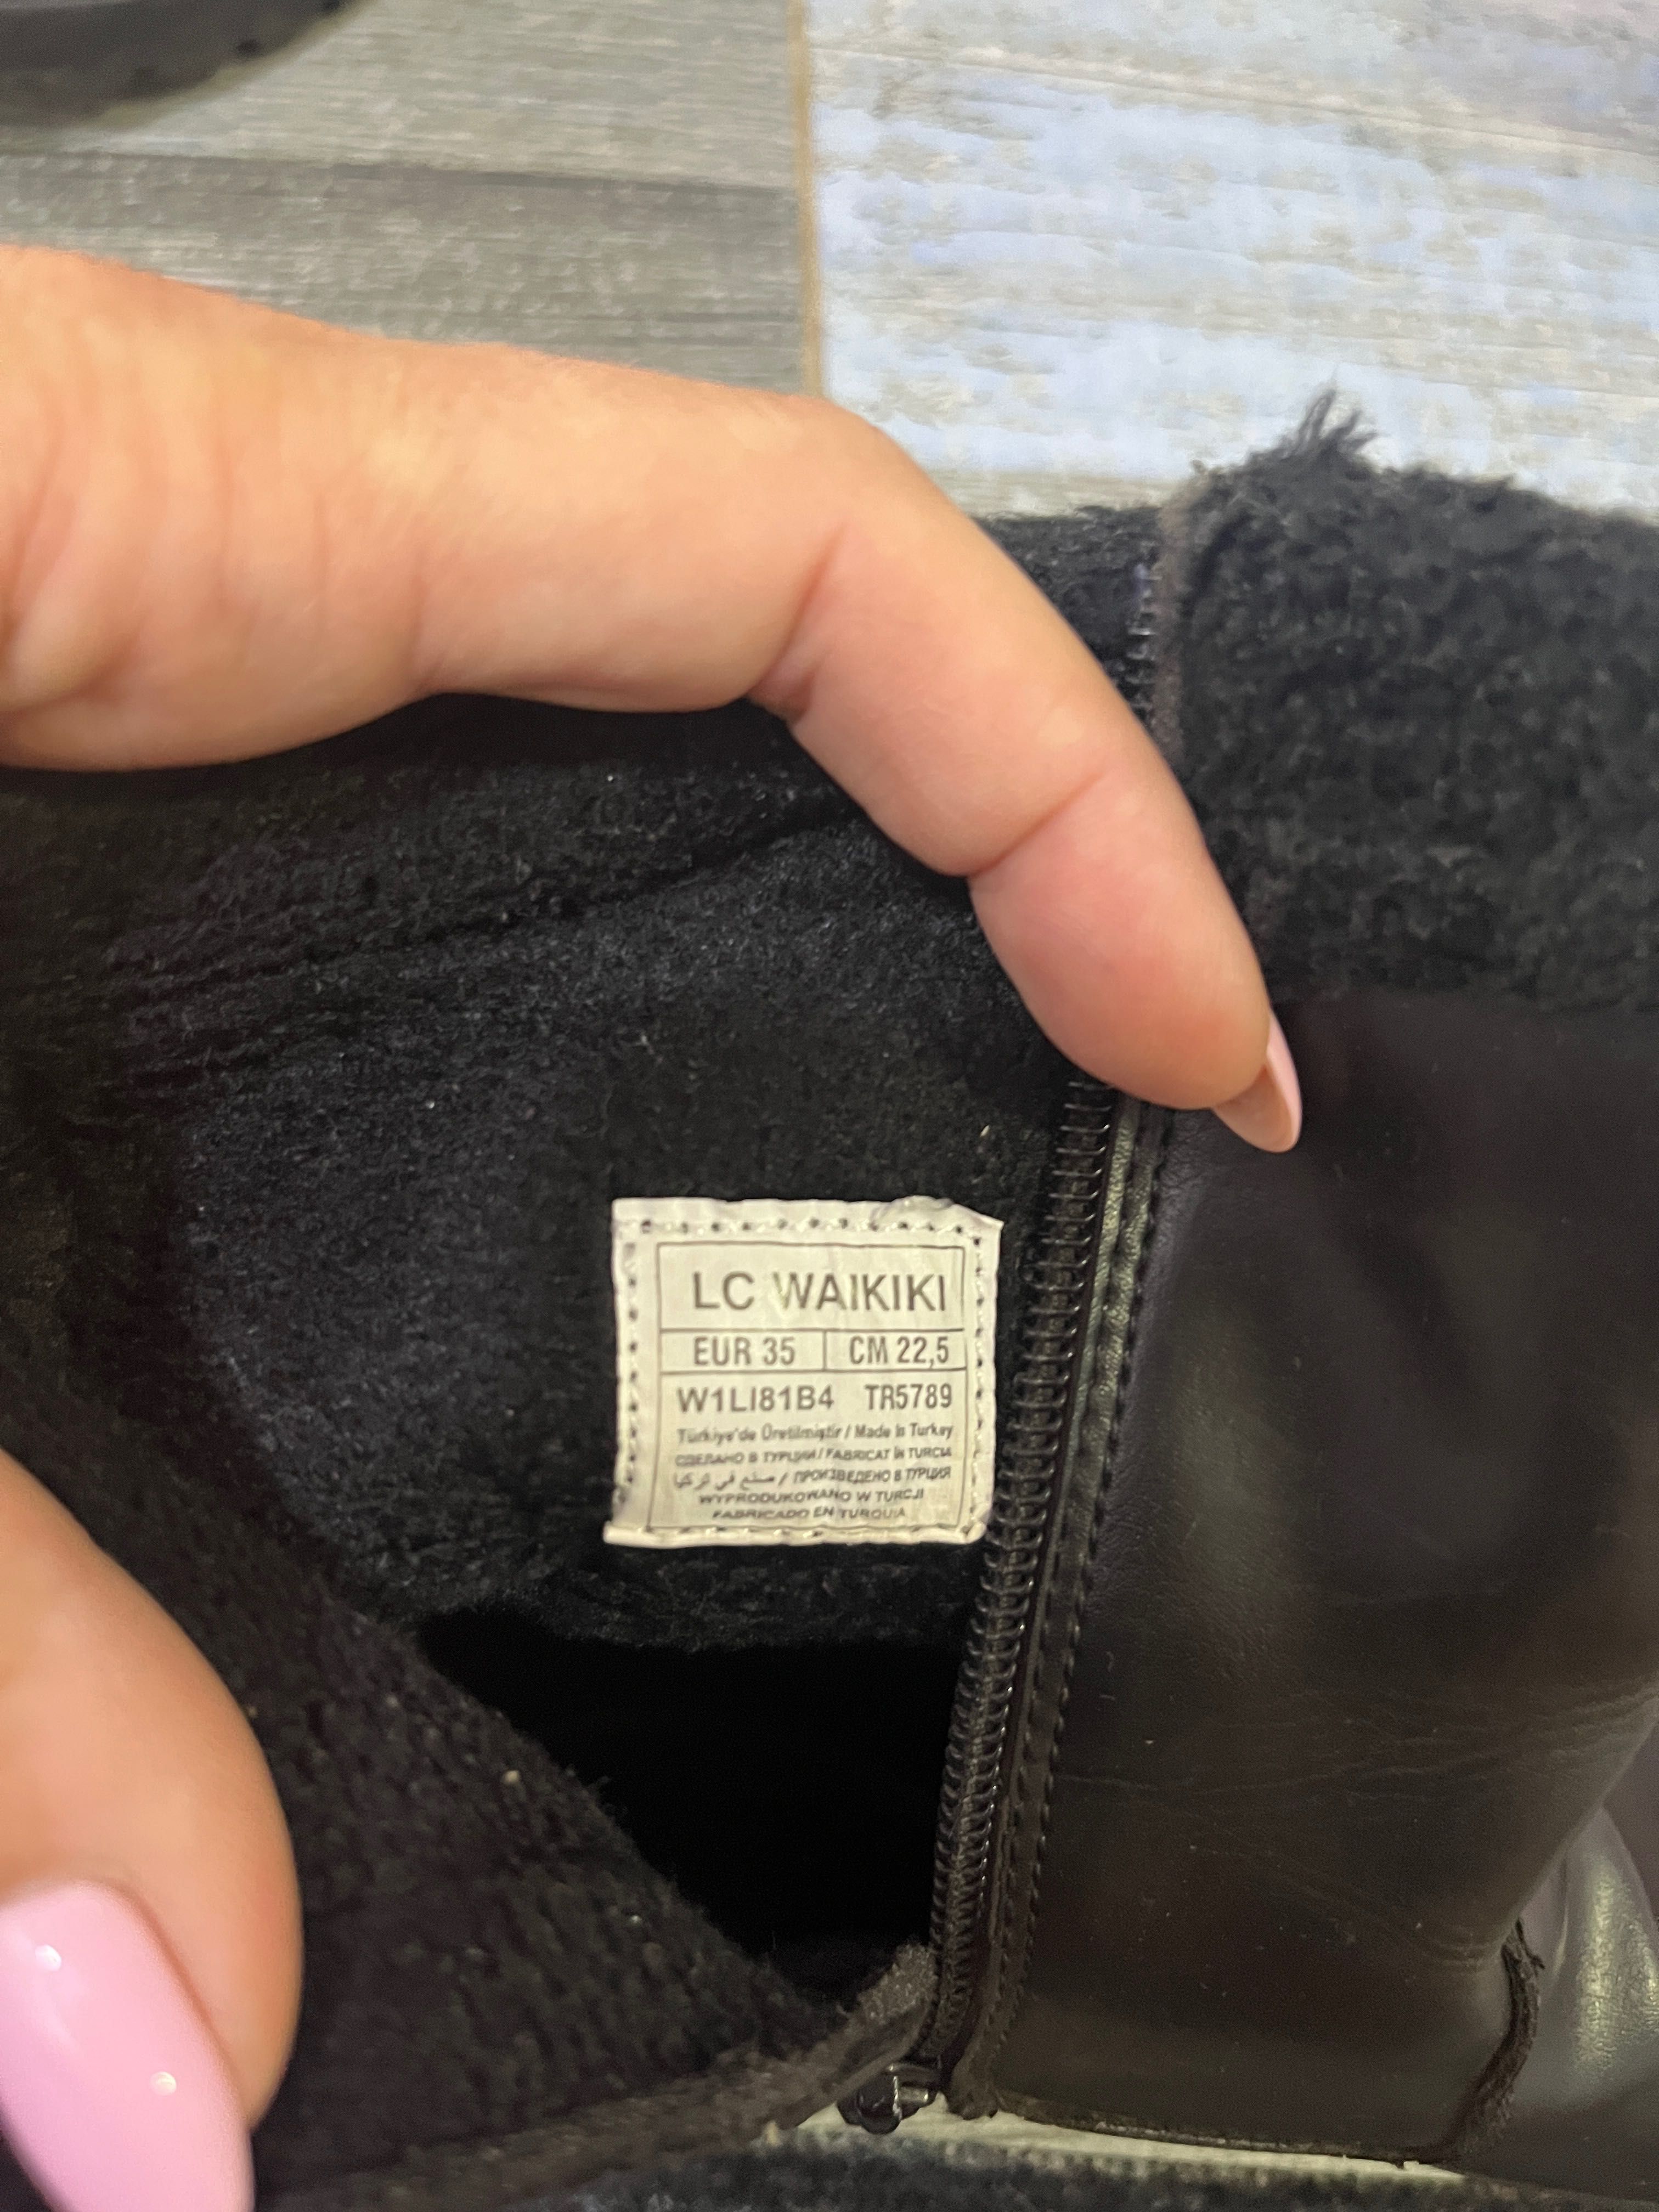 LC WAIKIKI
EUR 35 CM 22,5
W1LI81B4 TR5789
Türkiye'de Üretilmiştir / Made In Turkey
СДЕЛАНО В ТУРЦИИ / FABRICAT ÎN TURCIA
صنع في تركيا / ПРОИЗВЕДЕНО В ТУРЦИЯ
WYPRODUKOWANO W TURCJI
FABRICADO EN TURQUIA